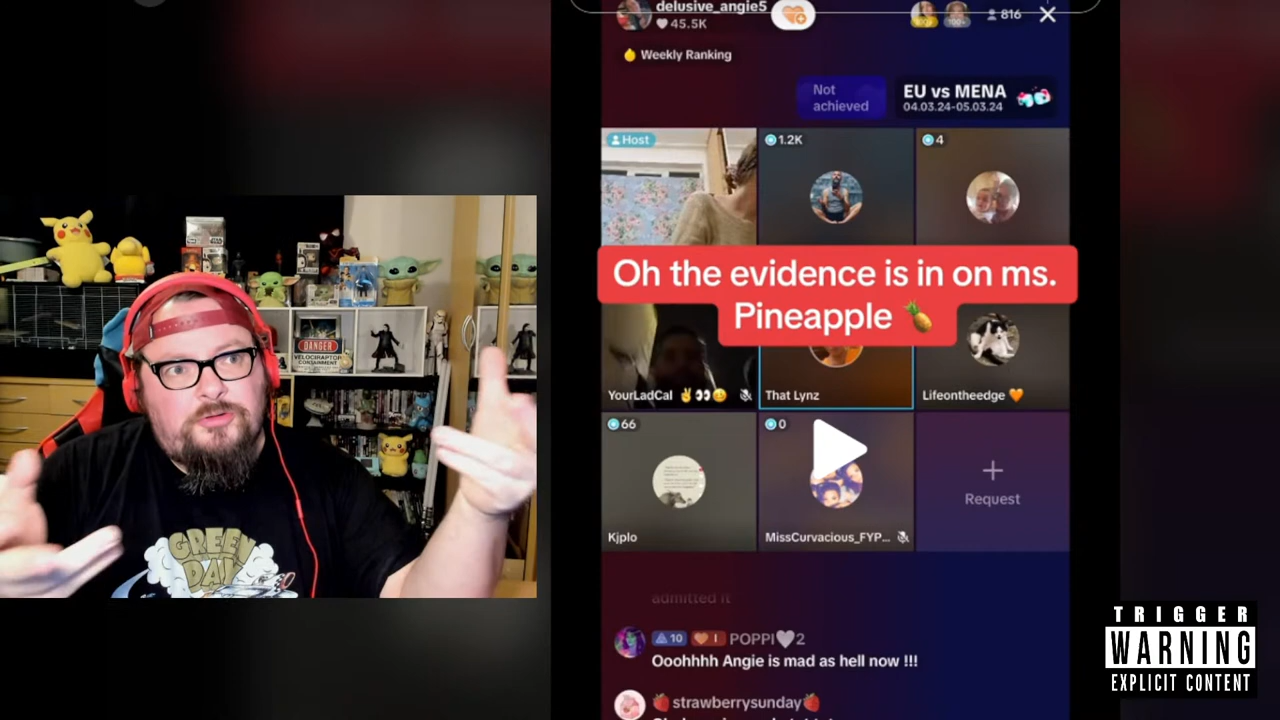 delusive_angie5
45.5K
816
Weekly Ranking
Not
achieved
EU vs MENA
04.03.24-05.03.24
Host
1.2K
4
Oh the evidence is in on ms.
Pineapple 🍍
YourLadCal ✌️👀😊
That Lynz
Lifeontheedge 🧡
66
0
Request
Kjplo
MissCurvacious_FYP...
admitted it
10
I
POPPI🤍2
Ooohhhh Angie is mad as hell now !!!
🍓strawberrysunday🍓
DANGER
VELOCIRAPTOR
CONTAINMENT
GREEN
DAY
TRIGGER
WARNING
EXPLICIT CONTENT